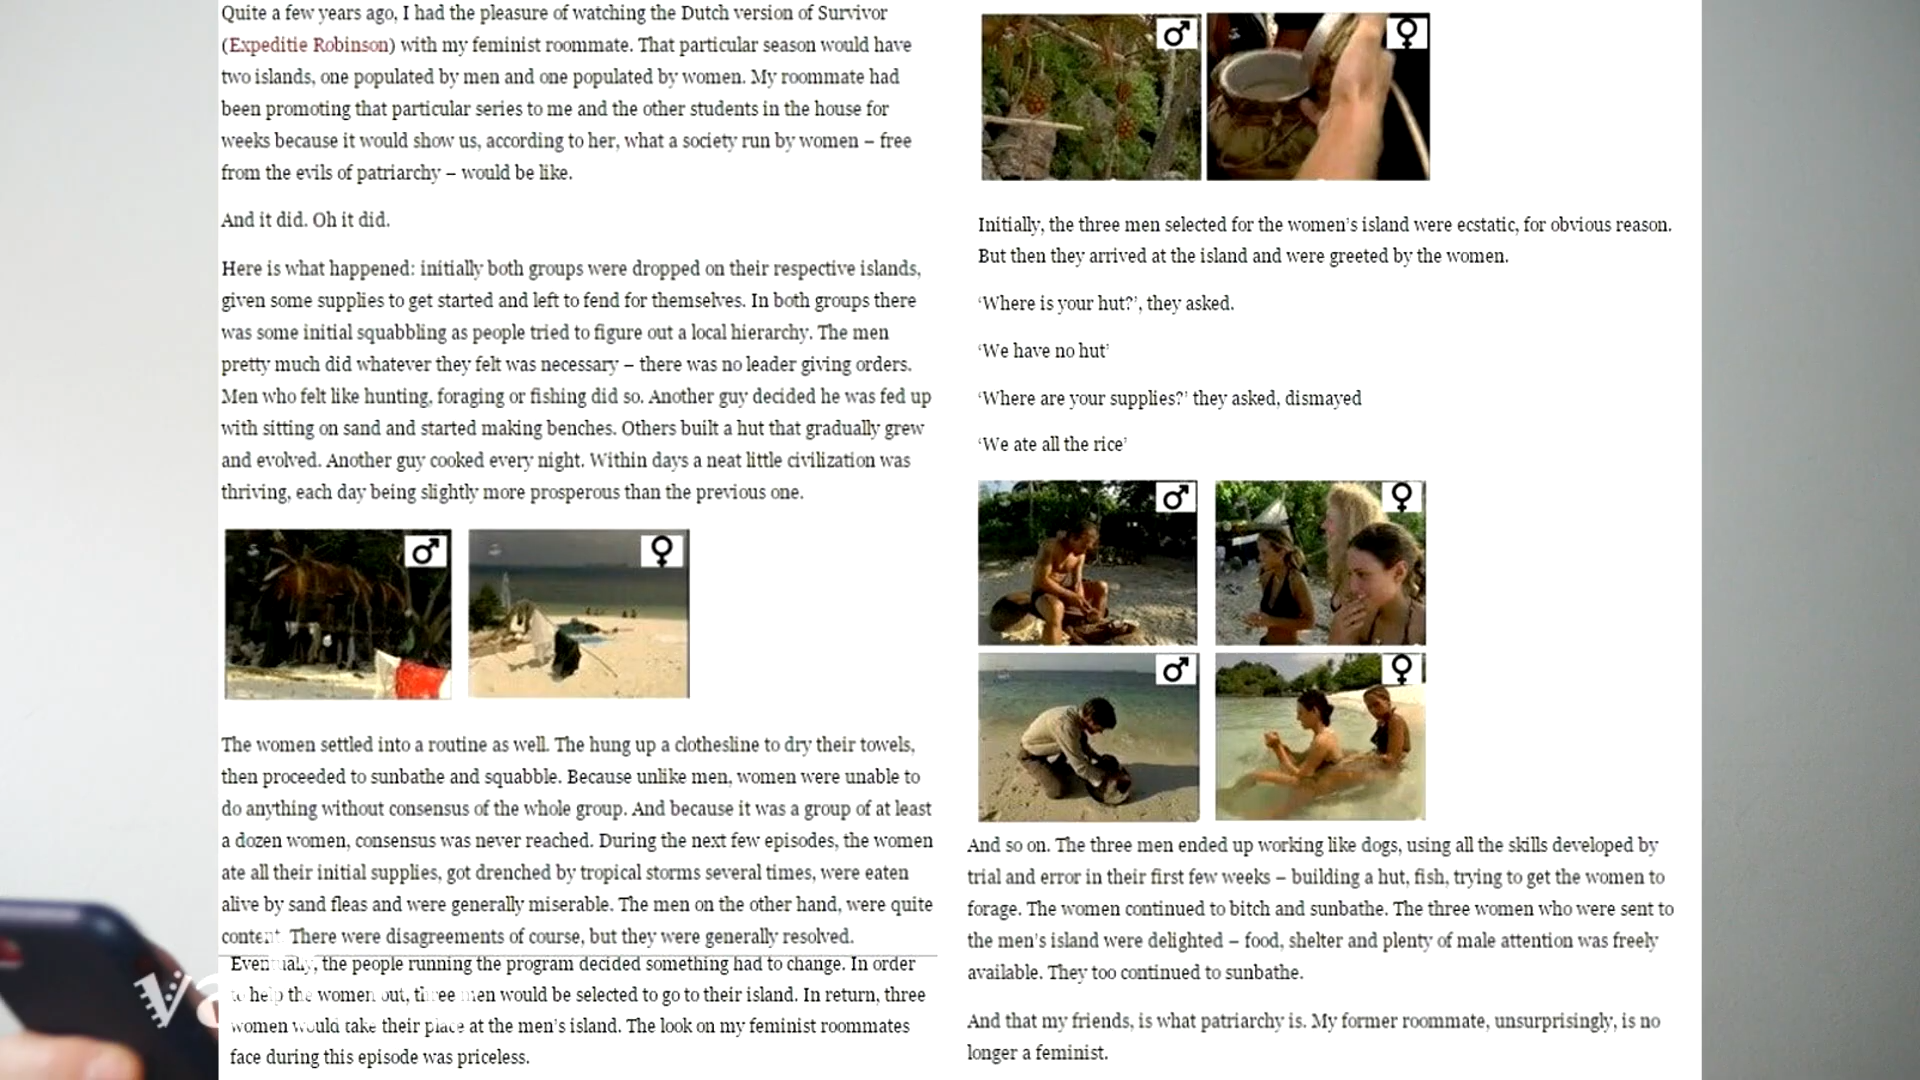 Quite a few years ago, I had the pleasure of watching the Dutch version of Survivor
(Expeditie Robinson) with my feminist roommate. That particular season would have
two islands, one populated by men and one populated by women. My roommate had
been promoting that particular series to me and the other students in the house for
weeks because it would show us, according to her, what a society run by women – free
from the evils of patriarchy – would be like.
And it did. Oh it did.
Here is what happened: initially both groups were dropped on their respective islands,
given some supplies to get started and left to fend for themselves. In both groups there
was some initial squabbling as people tried to figure out a local hierarchy. The men
pretty much did whatever they felt was necessary – there was no leader giving orders.
Men who felt like hunting, foraging or fishing did so. Another guy decided he was fed up
with sitting on sand and started making benches. Others built a hut that gradually grew
and evolved. Another guy cooked every night. Within days a neat little civilization was
thriving, each day being slightly more prosperous than the previous one.
The women settled into a routine as well. The hung up a clothesline to dry their towels,
then proceeded to sunbathe and squabble. Because unlike men, women were unable to
do anything without consensus of the whole group. And because it was a group of at least
a dozen women, consensus was never reached. During the next few episodes, the women
ate all their initial supplies, got drenched by tropical storms several times, were eaten
alive by sand fleas and were generally miserable. The men on the other hand, were quite
content. There were disagreements of course, but they were generally resolved.
Eventually, the people running the program decided something had to change. In order
to help the women out, three men would be selected to go to their island. In return, three
women would take their place at the men's island. The look on my feminist roommates
face during this episode was priceless.
Initially, the three men selected for the women's island were ecstatic, for obvious reason.
But then they arrived at the island and were greeted by the women.
‘Where is your hut?’, they asked.
‘We have no hut’
‘Where are your supplies?’ they asked, dismayed
‘We ate all the rice’
And so on. The three men ended up working like dogs, using all the skills developed by
trial and error in their first few weeks – building a hut, fish, trying to get the women to
forage. The women continued to bitch and sunbathe. The three women who were sent to
the men's island were delighted – food, shelter and plenty of male attention was freely
available. They too continued to sunbathe.
And that my friends, is what patriarchy is. My former roommate, unsurprisingly, is no
longer a feminist.